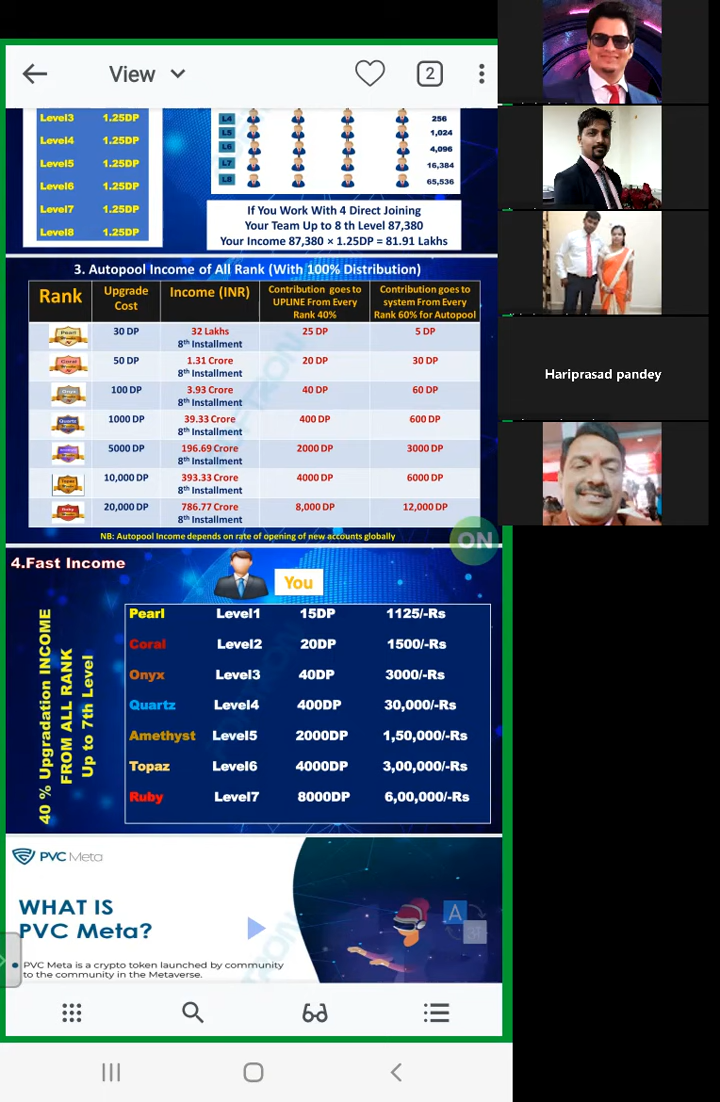 View
2
Level3 1.25DP
Level4 1.25DP
Level5 1.25DP
Level6 1.25DP
Level7 1.25DP
Level8 1.25DP
L4 256
L5 1,024
L6 4,096
L7 16,384
L8 65,536
If You Work With 4 Direct Joining
Your Team Up to 8 th Level 87,380
Your Income 87,380 × 1.25DP = 81.91 Lakhs
3. Autopool Income of All Rank (With 100% Distribution)
Rank Upgrade Cost Income (INR) Contribution goes to UPLINE From Every Rank 40% Contribution goes to system From Every Rank 60% for Autopool
Pearl 30 DP 32 Lakhs 25 DP 5 DP
8th Installment
Coral 50 DP 1.31 Crore 20 DP 30 DP
8th Installment
Onyx 100 DP 3.93 Crore 40 DP 60 DP
8th Installment
Quartz 1000 DP 39.33 Crore 400 DP 600 DP
8th Installment
5000 DP 196.69 Crore 2000 DP 3000 DP
8th Installment
Topaz 10,000 DP 393.33 Crore 4000 DP 6000 DP
8th Installment
Ruby 20,000 DP 786.77 Crore 8,000 DP 12,000 DP
8th Installment
NB: Autopool Income depends on rate of opening of new accounts globally
ON
4.Fast Income
You
40 % Upgradation INCOME
FROM ALL RANK
Up to 7th Level
Pearl Level1 15DP 1125/-Rs
Coral Level2 20DP 1500/-Rs
Onyx Level3 40DP 3000/-Rs
Quartz Level4 400DP 30,000/-Rs
Amethyst Level5 2000DP 1,50,000/-Rs
Topaz Level6 4000DP 3,00,000/-Rs
Ruby Level7 8000DP 6,00,000/-Rs
PVC Meta
WHAT IS
PVC Meta?
A
PVC Meta is a crypto token launched by community
to the community in the Metaverse.
Hariprasad pandey